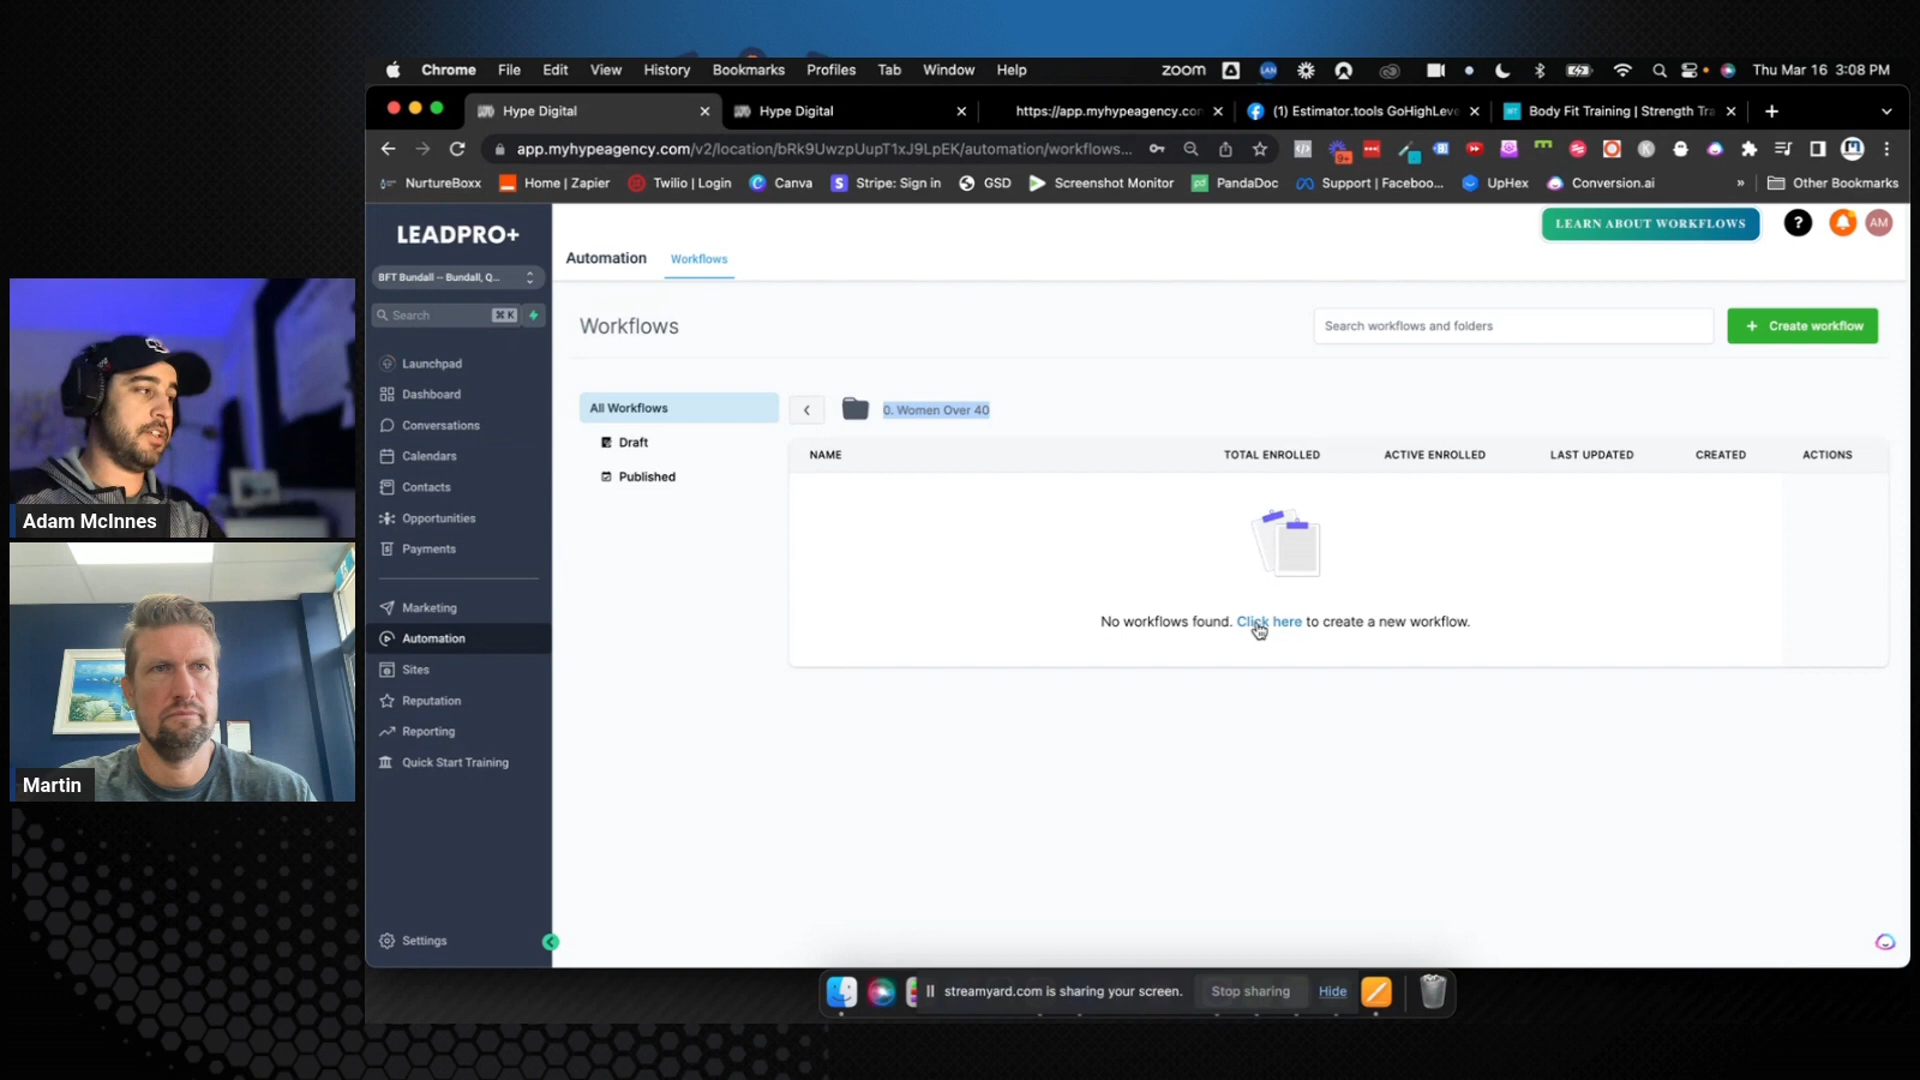 Chrome File Edit View History Bookmarks Profiles Tab Window Help zoom LAN Thu Mar 16 3:08 PM
Hype Digital
Hype Digital
https://app.myhypeagency.con
(1) Estimator.tools GoHighLeve
Body Fit Training | Strength Tra
app.myhypeagency.com/v2/location/bRk9UwzpUupT1xJ9LpEK/automation/workflows...
9+
NurtureBoxx Home | Zapier Twilio | Login Canva Stripe: Sign in GSD Screenshot Monitor PandaDoc Support | Faceboo... UpHex Conversion.ai » Other Bookmarks
LEADPRO+
BFT Bundall -- Bundall, Q...
Search ⌘ K
Launchpad
Dashboard
Conversations
Calendars
Contacts
Opportunities
Payments
Marketing
Automation
Sites
Reputation
Reporting
Quick Start Training
Settings
LEARN ABOUT WORKFLOWS ? AM
Automation Workflows
Workflows
Search workflows and folders
+ Create workflow
All Workflows
Draft
Published
0. Women Over 40
NAME TOTAL ENROLLED ACTIVE ENROLLED LAST UPDATED CREATED ACTIONS
No workflows found. Click here to create a new workflow.
Adam McInnes
Martin
streamyard.com is sharing your screen. Stop sharing Hide